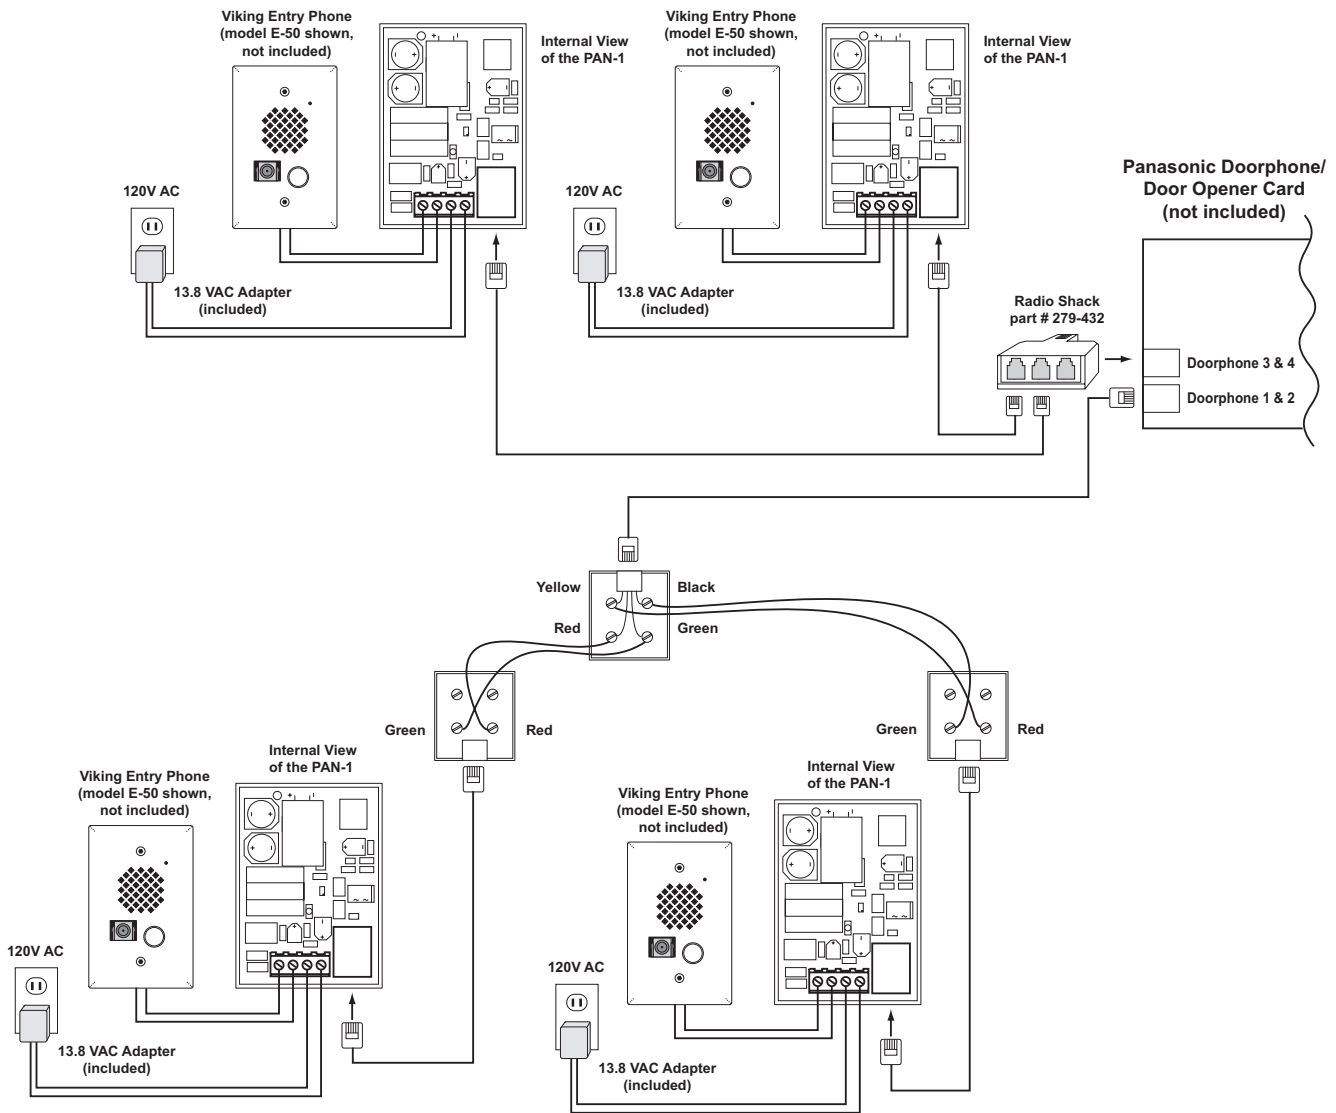 Viking Entry Phone
(model E-50 shown,
not included)
Internal View
of the PAN-1
120V AC
13.8 VAC Adapter
(included)
Viking Entry Phone
(model E-50 shown,
not included)
Internal View
of the PAN-1
120V AC
13.8 VAC Adapter
(included)
Panasonic Doorphone/
Door Opener Card
(not included)
Radio Shack
part # 279-432
Doorphone 3 & 4
Doorphone 1 & 2
Yellow
Black
Red
Green
Green
Red
Green
Red
Viking Entry Phone
(model E-50 shown,
not included)
Internal View
of the PAN-1
120V AC
13.8 VAC Adapter
(included)
Viking Entry Phone
(model E-50 shown,
not included)
Internal View
of the PAN-1
120V AC
13.8 VAC Adapter
(included)